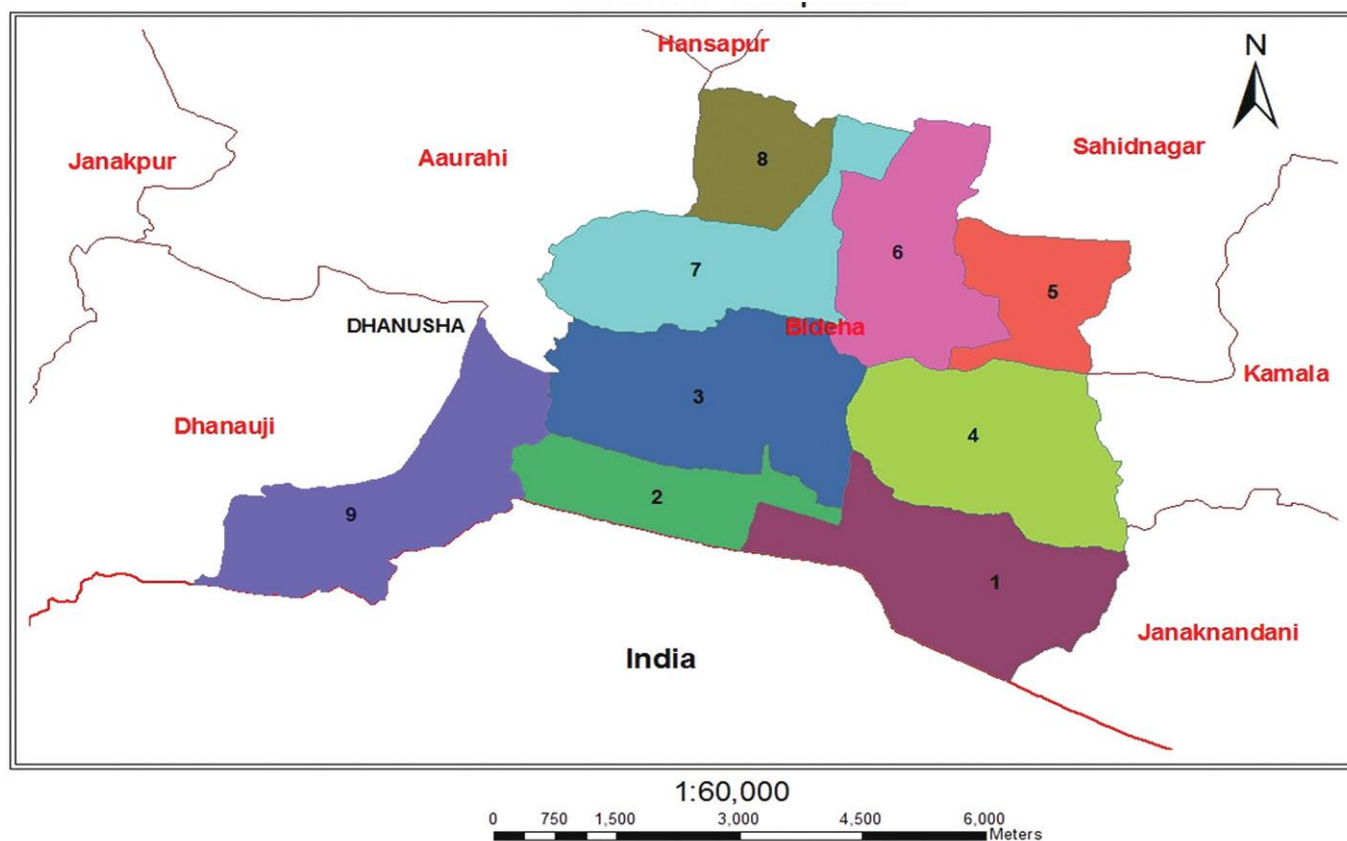 Hansapur
N
Janakpur
Aaurahi
8
Sahidnagar
7
6
5
DHANUSHA
Bideha
Kamala
3
Dhanauji
4
2
9
1
India
Janaknandani
1:60,000
0 750 1,500 3,000 4,500 6,000
Meters